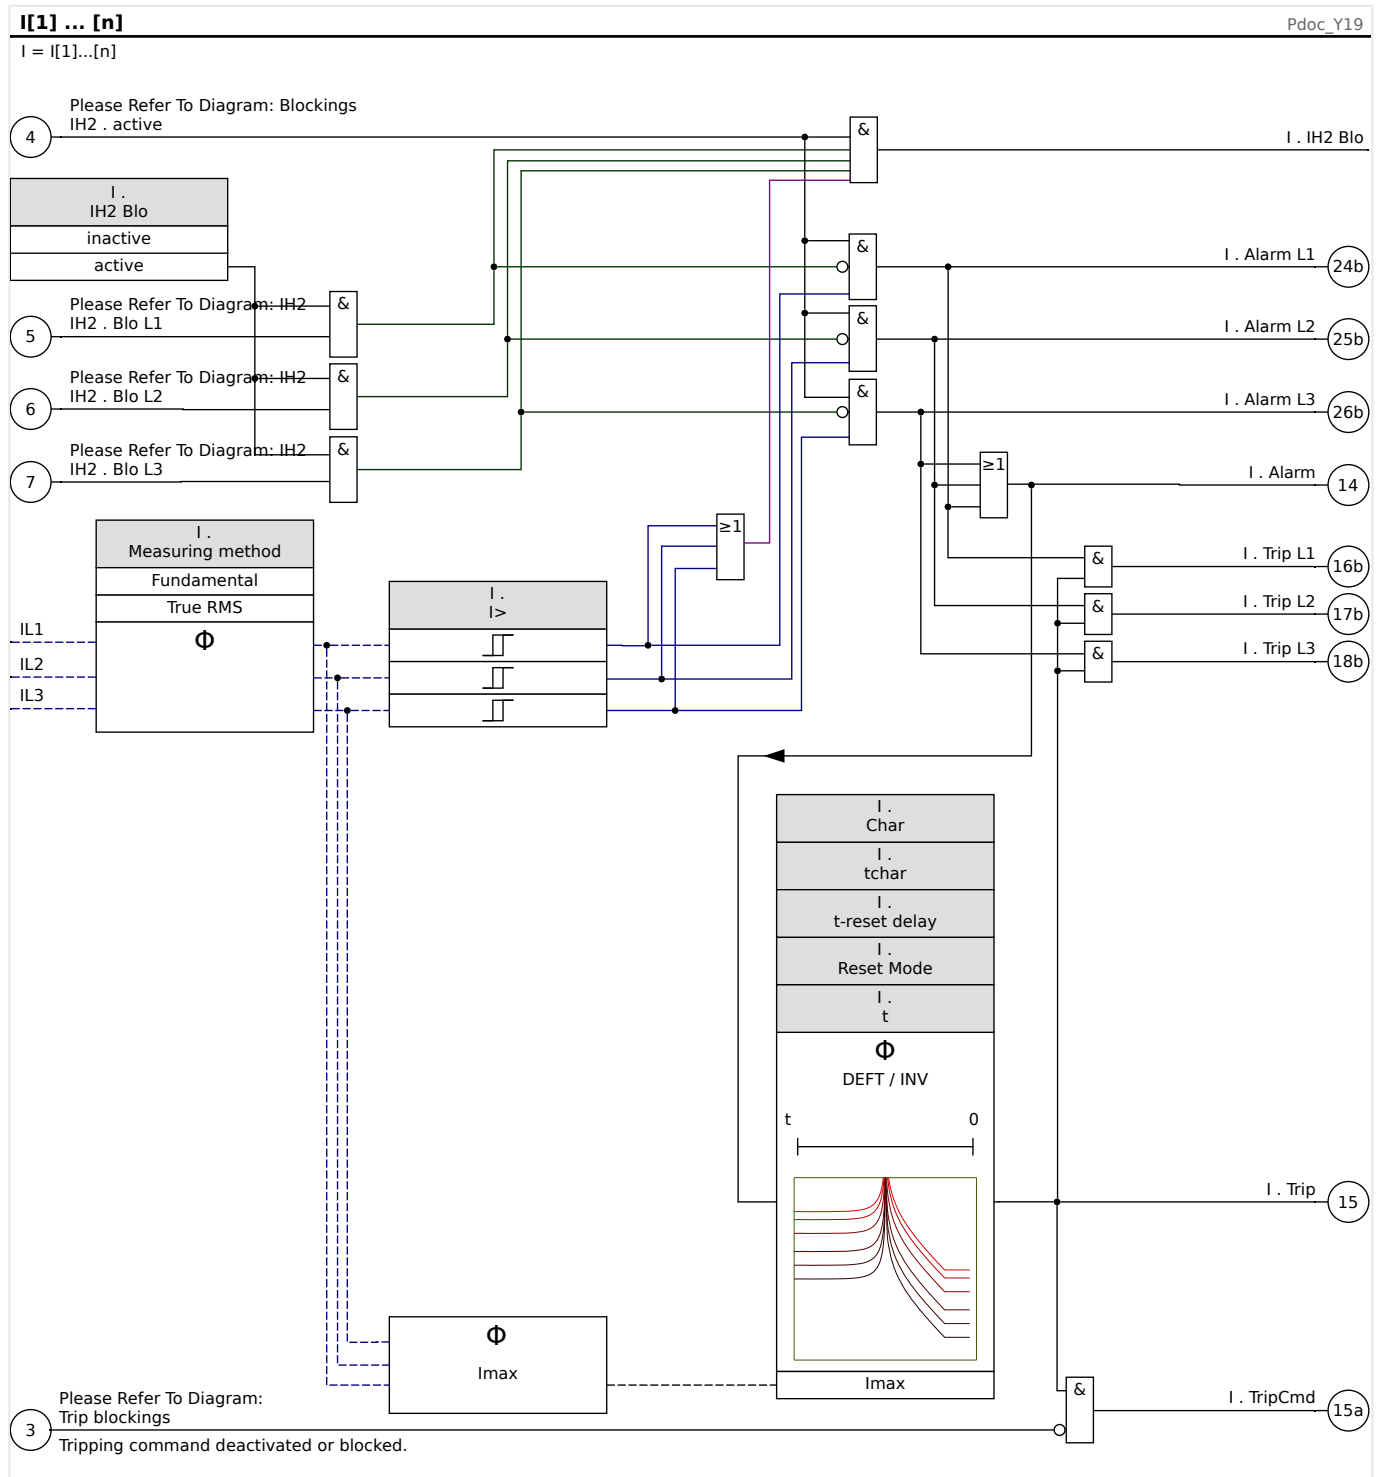 I[1] ... [n]
Pdoc_Y19
I = I[1]...[n]
Please Refer To Diagram: Blockings
IH2 . active
4
&
I . IH2 Blo
I .
IH2 Blo
inactive
active
&
I . Alarm L1
24b
Please Refer To Diagram: IH2
IH2 . Blo L1
5
&
&
I . Alarm L2
25b
Please Refer To Diagram: IH2
IH2 . Blo L2
6
&
&
I . Alarm L3
26b
Please Refer To Diagram: IH2
IH2 . Blo L3
7
&
≥1
I . Alarm
14
I .
Measuring method
Fundamental
True RMS
Φ
IL1
IL2
IL3
≥1
I .
I>
&
I . Trip L1
16b
&
I . Trip L2
17b
&
I . Trip L3
18b
I .
Char
I .
tchar
I .
t-reset delay
I .
Reset Mode
I .
t
Φ
DEFT / INV
t
0
I . Trip
15
Φ
Imax
Imax
Please Refer To Diagram:
Trip blockings
3
Tripping command deactivated or blocked.
&
I . TripCmd
15a